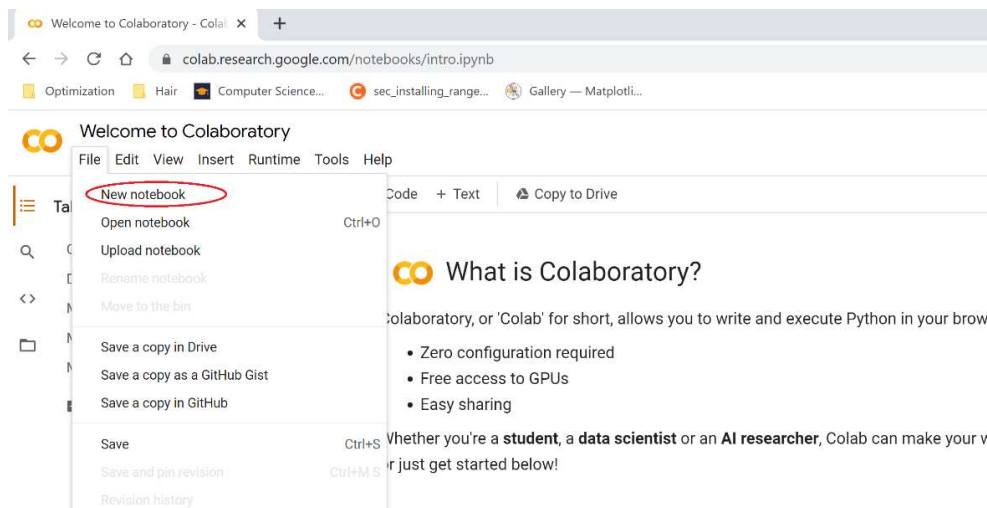 Welcome to Colaboratory - Colal
colab.research.google.com/notebooks/intro.ipynb
Optimization Hair Computer Science... sec_installing_range... Gallery — Matplotli...
Welcome to Colaboratory
File Edit View Insert Runtime Tools Help
Code + Text Copy to Drive
New notebook
Open notebook Ctrl+O
Upload notebook
Rename notebook
Move to the bin
Save a copy in Drive
Save a copy as a GitHub Gist
Save a copy in GitHub
Save Ctrl+S
Save and pin revision Ctrl+M S
Revision history
Ta
CO What is Colaboratory?
olaboratory, or 'Colab' for short, allows you to write and execute Python in your brow
• Zero configuration required
• Free access to GPUs
• Easy sharing
Whether you're a student, a data scientist or an AI researcher, Colab can make your w
r just get started below!